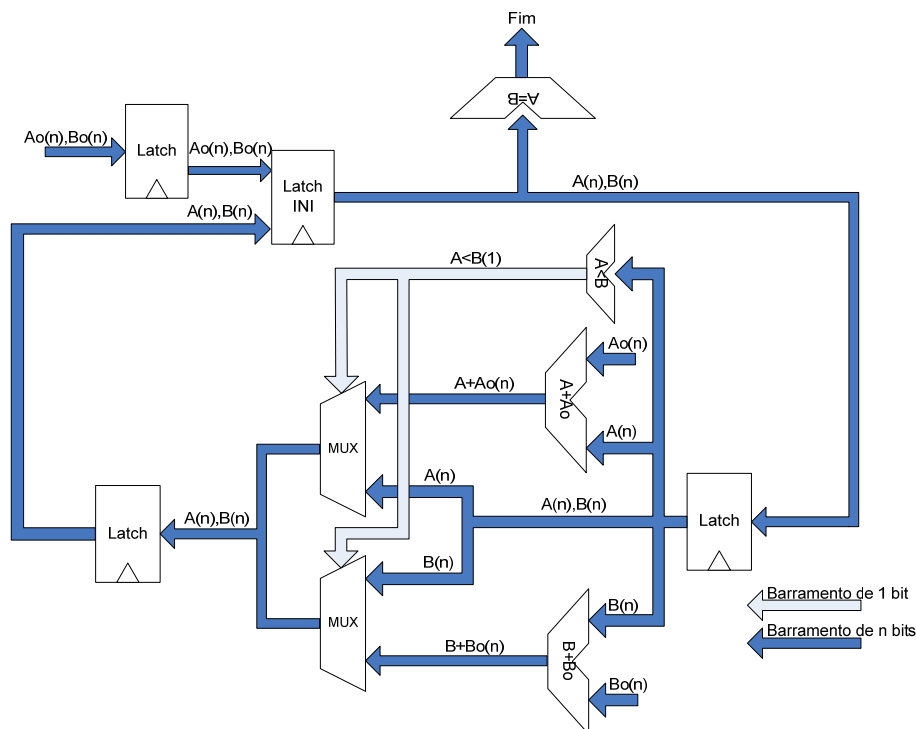 Fim
A=B
Ao(n),Bo(n)
Latch
Ao(n),Bo(n)
Latch
INI
A(n),B(n)
A(n),B(n)
A<B(1)
A<B
Ao(n)
A+Ao(n)
A+Ao
A(n)
MUX
A(n)
A(n),B(n)
Latch
A(n),B(n)
Latch
B(n)
MUX
B(n)
B+Bo(n)
B+Bo
Bo(n)
Barramento de 1 bit
Barramento de n bits